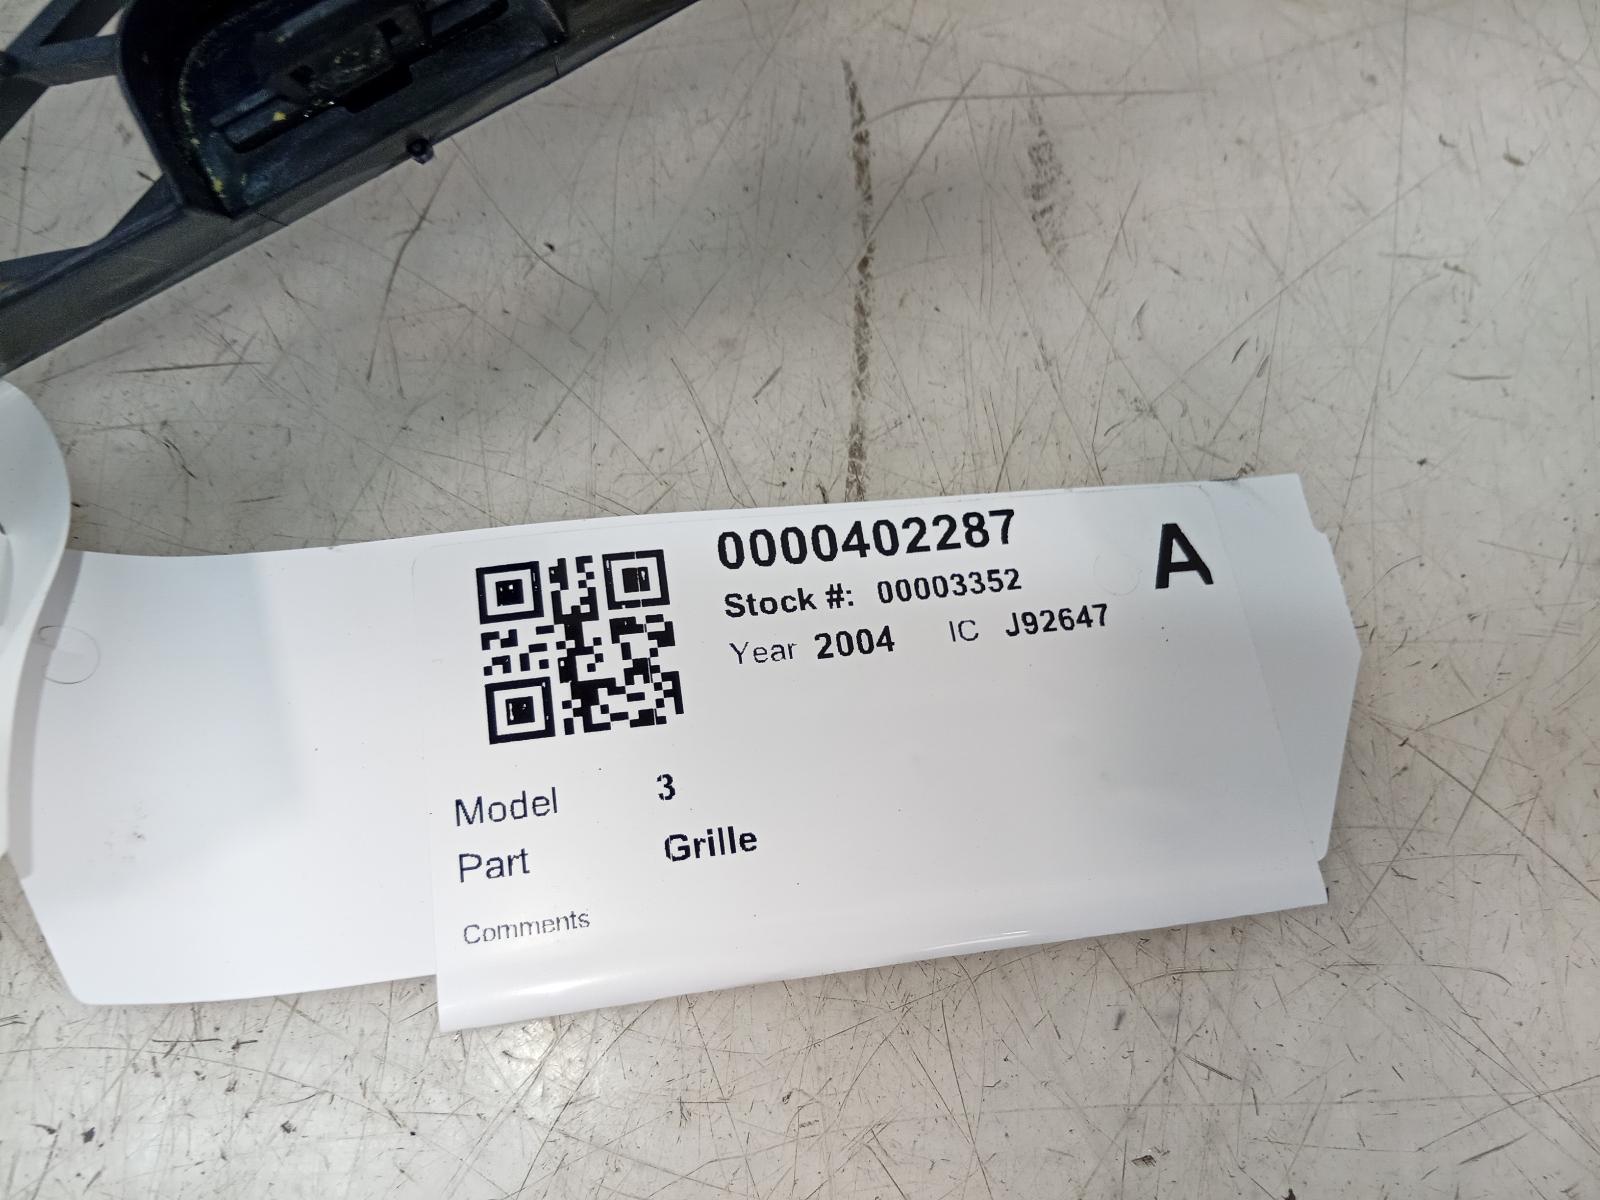 0000402287
A
Stock #: 00003352
Year 2004 IC J92647
Model 3
Part Grille
Comments